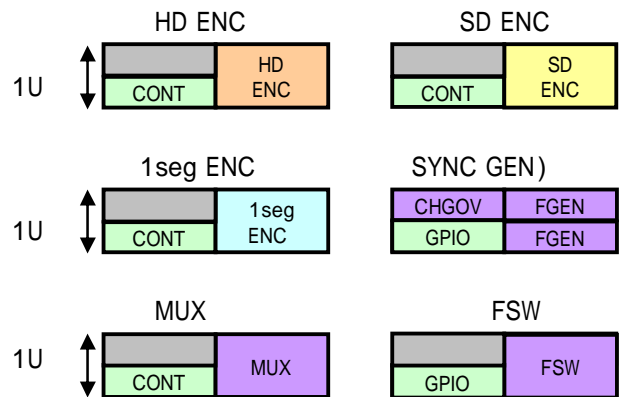 HD ENC
SD ENC
1U
HD
ENC
CONT
SD
ENC
CONT
1seg ENC
SYNC GEN)
1U
1seg
ENC
CONT
CHGOV
FGEN
GPIO
FGEN
MUX
FSW
1U
MUX
CONT
FSW
GPIO